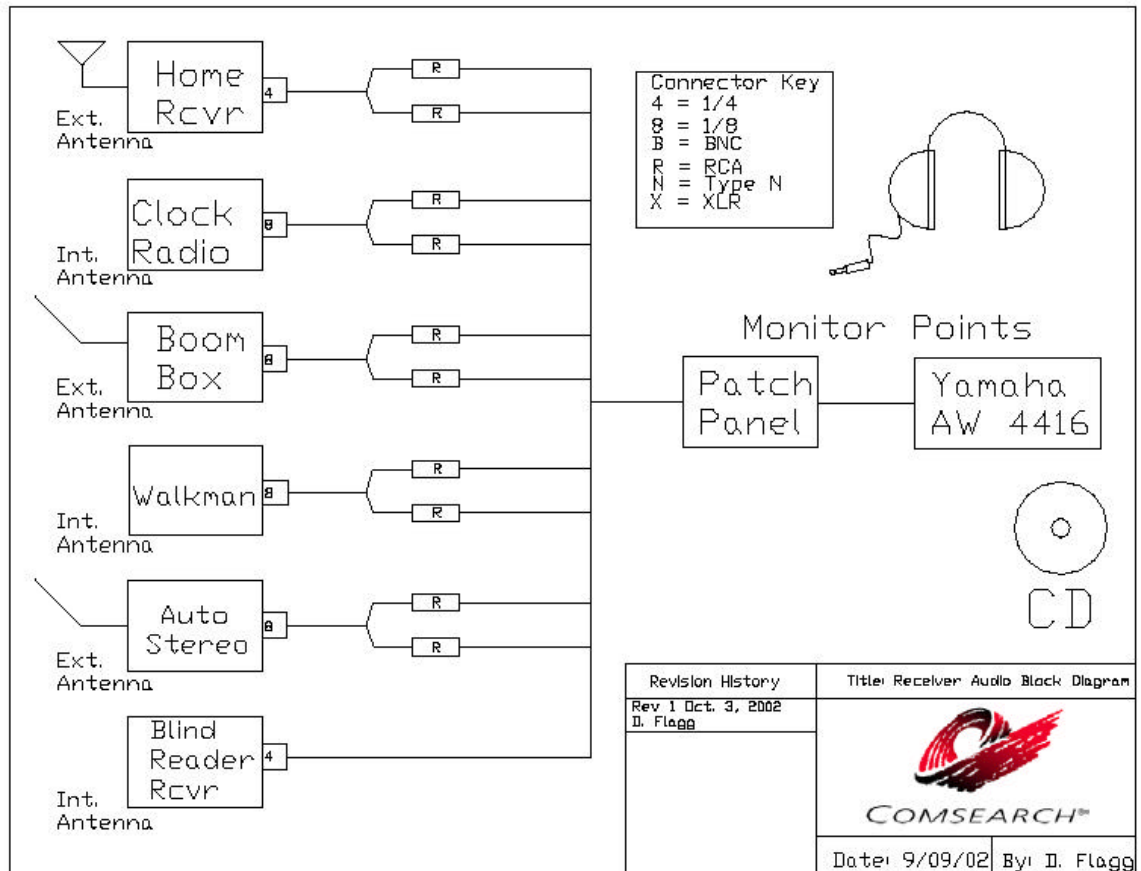 Home
Rcvr
4
R
R
Ext.
Antenna
Clock
Radio
8
R
R
Int.
Antenna
Boom
Box
8
R
R
Ext.
Antenna
Walkman
8
R
R
Int.
Antenna
Auto
Stereo
8
R
R
Ext.
Antenna
Blind
Reader
Rcvr
4
Int.
Antenna
Connector Key
4 = 1/4
8 = 1/8
B = BNC
R = RCA
N = Type N
X = XLR
Monitor Points
Patch
Panel
Yamaha
AW 4416
CD
Revision History
Rev 1 Oct. 3, 2002
D. Flagg
Title: Receiver Audio Block Diagram
COMSEARCH℠
Date: 9/09/02
By: D. Flagg